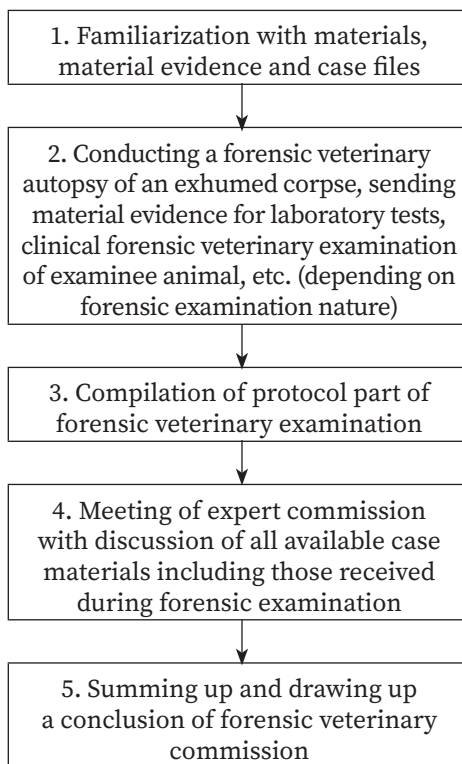 1. Familiarization with materials,
material evidence and case files
2. Conducting a forensic veterinary
autopsy of an exhumed corpse, sending
material evidence for laboratory tests,
clinical forensic veterinary examination
of examinee animal, etc. (depending on
forensic examination nature)
3. Compilation of protocol part of
forensic veterinary examination
4. Meeting of expert commission
with discussion of all available case
materials including those received
during forensic examination
5. Summing up and drawing up
a conclusion of forensic veterinary
commission